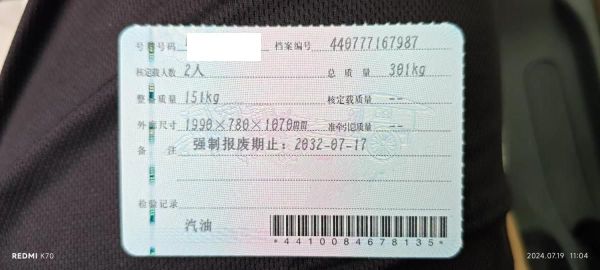 号牌号码 档案编号 440777167987
核定载人数 2人 总质量 301kg
整备质量 151kg 核定载质量 --
外廓尺寸 1990×780×1070mm 准牵引总质量 --
备注 强制报废期止：2032-07-17
检验记录
汽油
*4410084678135*
REDMI K70
2024.07.19 11:04